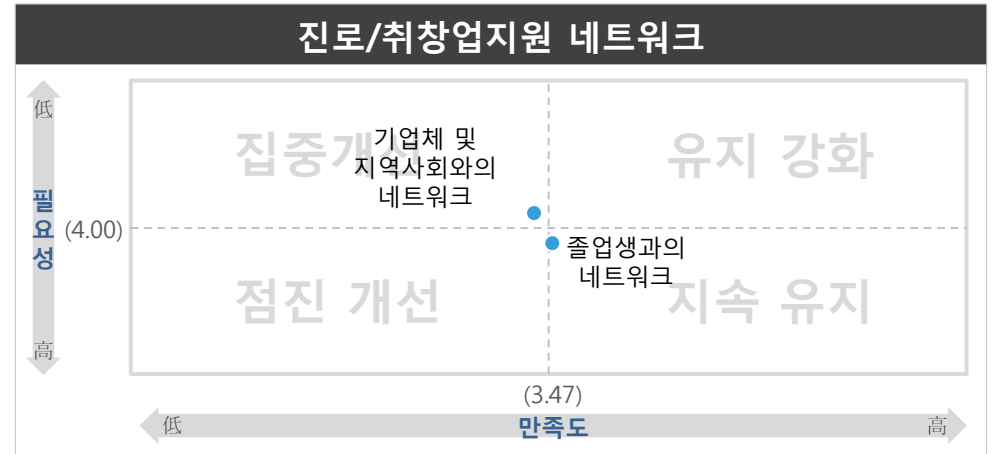 진로/취창업지원 네트워크
低
집중개선
유지 강화
기업체 및
지역사회와의
네트워크
필요성
(4.00)
졸업생과의
네트워크
점진 개선
지속 유지
高
(3.47)
低
만족도
高